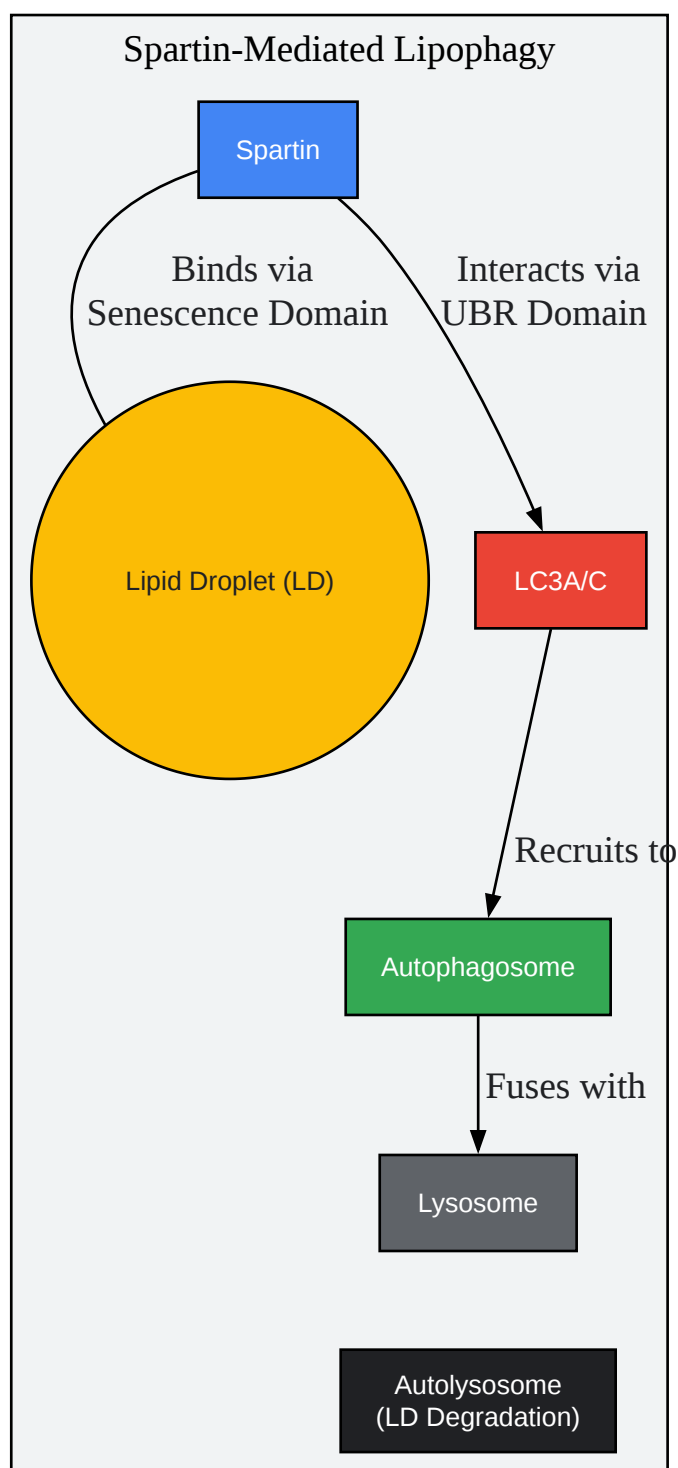 Spartin-Mediated Lipophagy
Spartin
Binds via
Senescence Domain
Interacts via
UBR Domain
Lipid Droplet (LD)
LC3A/C
Recruits to
Autophagosome
Fuses with
Lysosome
Autolysosome
(LD Degradation)